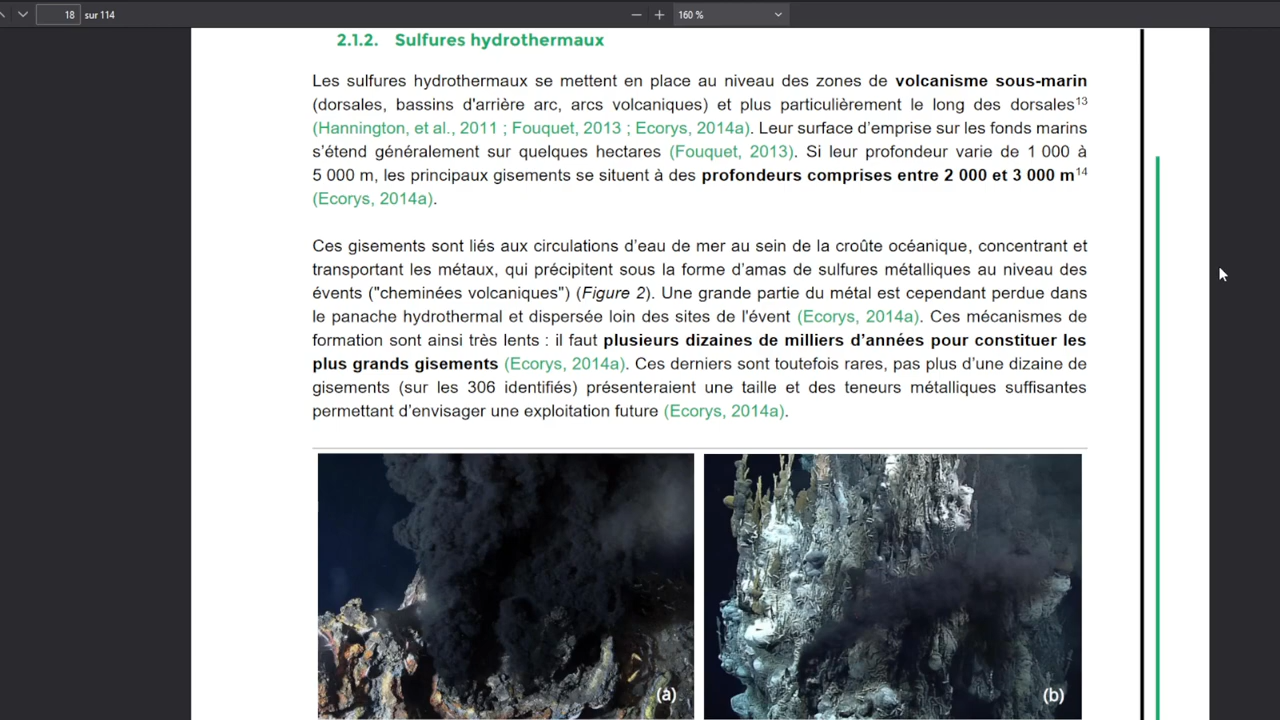 18 sur 114 160 %
2.1.2. Sulfures hydrothermaux
Les sulfures hydrothermaux se mettent en place au niveau des zones de volcanisme sous-marin
(dorsales, bassins d'arrière arc, arcs volcaniques) et plus particulièrement le long des dorsales¹³
(Hannington, et al., 2011 ; Fouquet, 2013 ; Ecorys, 2014a). Leur surface d’emprise sur les fonds marins
s’étend généralement sur quelques hectares (Fouquet, 2013). Si leur profondeur varie de 1 000 à
5 000 m, les principaux gisements se situent à des profondeurs comprises entre 2 000 et 3 000 m¹⁴
(Ecorys, 2014a).
Ces gisements sont liés aux circulations d’eau de mer au sein de la croûte océanique, concentrant et
transportant les métaux, qui précipitent sous la forme d’amas de sulfures métalliques au niveau des
évents ("cheminées volcaniques") (Figure 2). Une grande partie du métal est cependant perdue dans
le panache hydrothermal et dispersée loin des sites de l'évent (Ecorys, 2014a). Ces mécanismes de
formation sont ainsi très lents : il faut plusieurs dizaines de milliers d’années pour constituer les
plus grands gisements (Ecorys, 2014a). Ces derniers sont toutefois rares, pas plus d’une dizaine de
gisements (sur les 306 identifiés) présenteraient une taille et des teneurs métalliques suffisantes
permettant d’envisager une exploitation future (Ecorys, 2014a).
(a) (b)